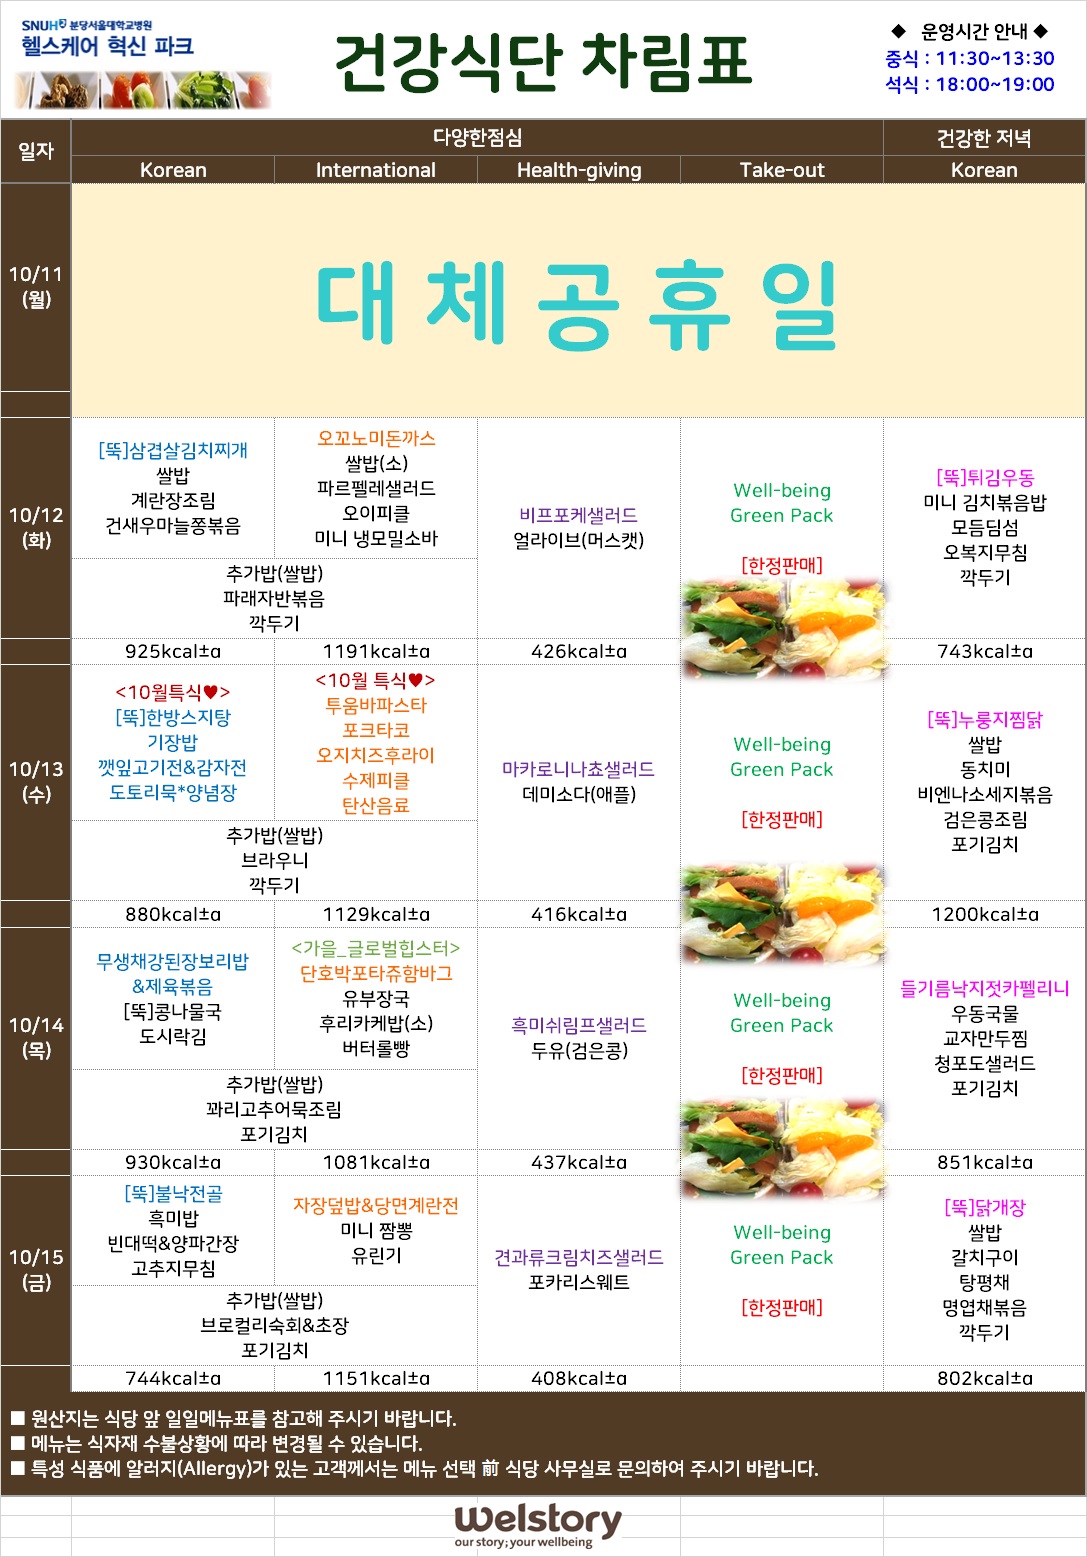 SNUH 분당서울대학교병원
헬스케어 혁신 파크
건강식단 차림표
◆ 운영시간 안내 ◆
중식 : 11:30~13:30
석식 : 18:00~19:00
일자
다양한점심
건강한 저녁
Korean
International
Health-giving
Take-out
Korean
10/11
(월)
대체공휴일
10/12
(화)
[뚝]삼겹살김치찌개
쌀밥
계란장조림
건새우마늘쫑볶음
오꼬노미돈까스
쌀밥(소)
파르펠레샐러드
오이피클
미니 냉모밀소바
추가밥(쌀밥)
파래자반볶음
깍두기
비프포케샐러드
얼라이브(머스캣)
Well-being
Green Pack
[한정판매]
[뚝]튀김우동
미니 김치볶음밥
모듬딤섬
오복지무침
깍두기
925kcal±α
1191kcal±α
426kcal±α
743kcal±α
10/13
(수)
<10월특식♥>
[뚝]한방스지탕
기장밥
깻잎고기전&감자전
도토리묵*양념장
<10월 특식♥>
투움바파스타
포크타코
오지치즈후라이
수제피클
탄산음료
추가밥(쌀밥)
브라우니
깍두기
마카로니나쵸샐러드
데미소다(애플)
Well-being
Green Pack
[한정판매]
[뚝]누룽지찜닭
쌀밥
동치미
비엔나소세지볶음
검은콩조림
포기김치
880kcal±α
1129kcal±α
416kcal±α
1200kcal±α
10/14
(목)
무생채강된장보리밥
&제육볶음
[뚝]콩나물국
도시락김
<가을_글로벌힙스터>
단호박포타쥬함바그
유부장국
후리카케밥(소)
버터롤빵
추가밥(쌀밥)
꽈리고추어묵조림
포기김치
흑미쉬림프샐러드
두유(검은콩)
Well-being
Green Pack
[한정판매]
들기름낙지젓카펠리니
우동국물
교자만두찜
청포도샐러드
포기김치
930kcal±α
1081kcal±α
437kcal±α
851kcal±α
10/15
(금)
[뚝]불낙전골
흑미밥
빈대떡&양파간장
고추지무침
자장덮밥&당면계란전
미니 짬뽕
유린기
추가밥(쌀밥)
브로컬리숙회&초장
포기김치
견과류크림치즈샐러드
포카리스웨트
Well-being
Green Pack
[한정판매]
[뚝]닭개장
쌀밥
갈치구이
탕평채
명엽채볶음
깍두기
744kcal±α
1151kcal±α
408kcal±α
802kcal±α
■ 원산지는 식당 앞 일일메뉴표를 참고해 주시기 바랍니다.
■ 메뉴는 식자재 수불상황에 따라 변경될 수 있습니다.
■ 특성 식품에 알러지(Allergy)가 있는 고객께서는 메뉴 선택 前 식당 사무실로 문의하여 주시기 바랍니다.
welstory
our story; your wellbeing